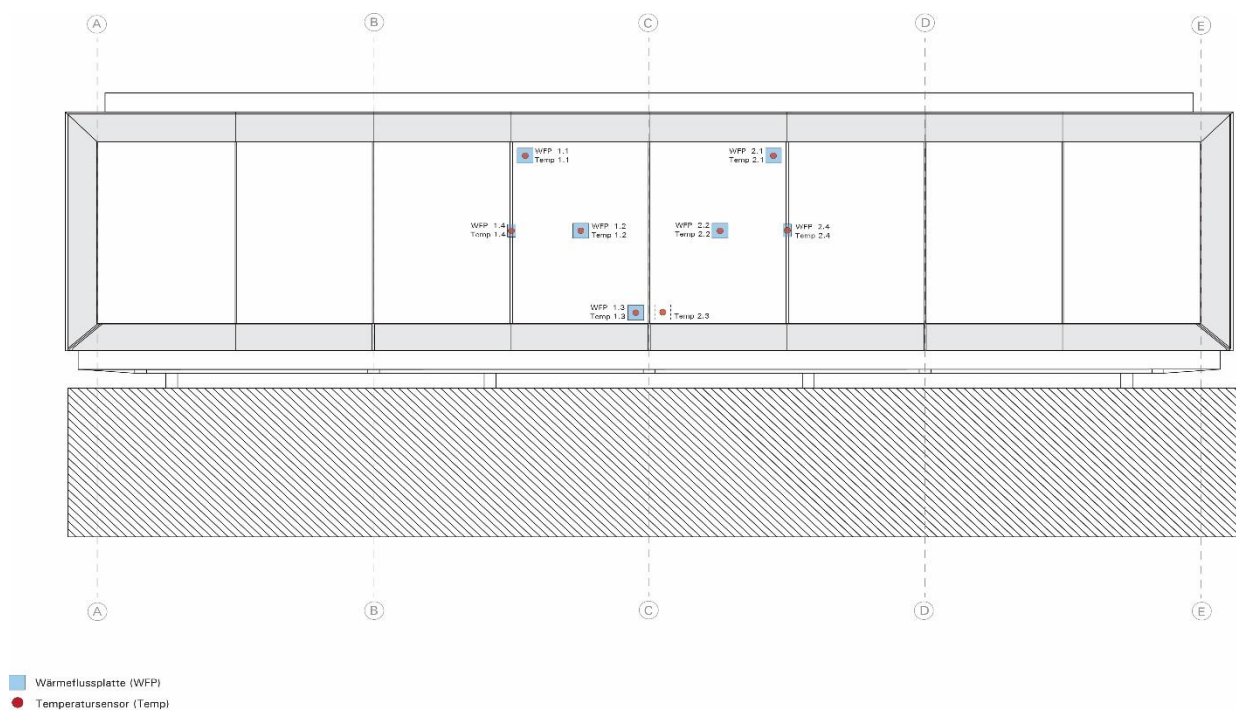 A
B
C
D
E
WFP 1.1
Temp 1.1
WFP 2.1
Temp 2.1
WFP 1.4
Temp 1.4
WFP 1.2
Temp 1.2
WFP 2.2
Temp 2.2
WFP 2.4
Temp 2.4
WFP 1.3
Temp 1.3
Temp 2.3
A
B
C
D
E
Wärmeflussplatte (WFP)
Temperatursensor (Temp)